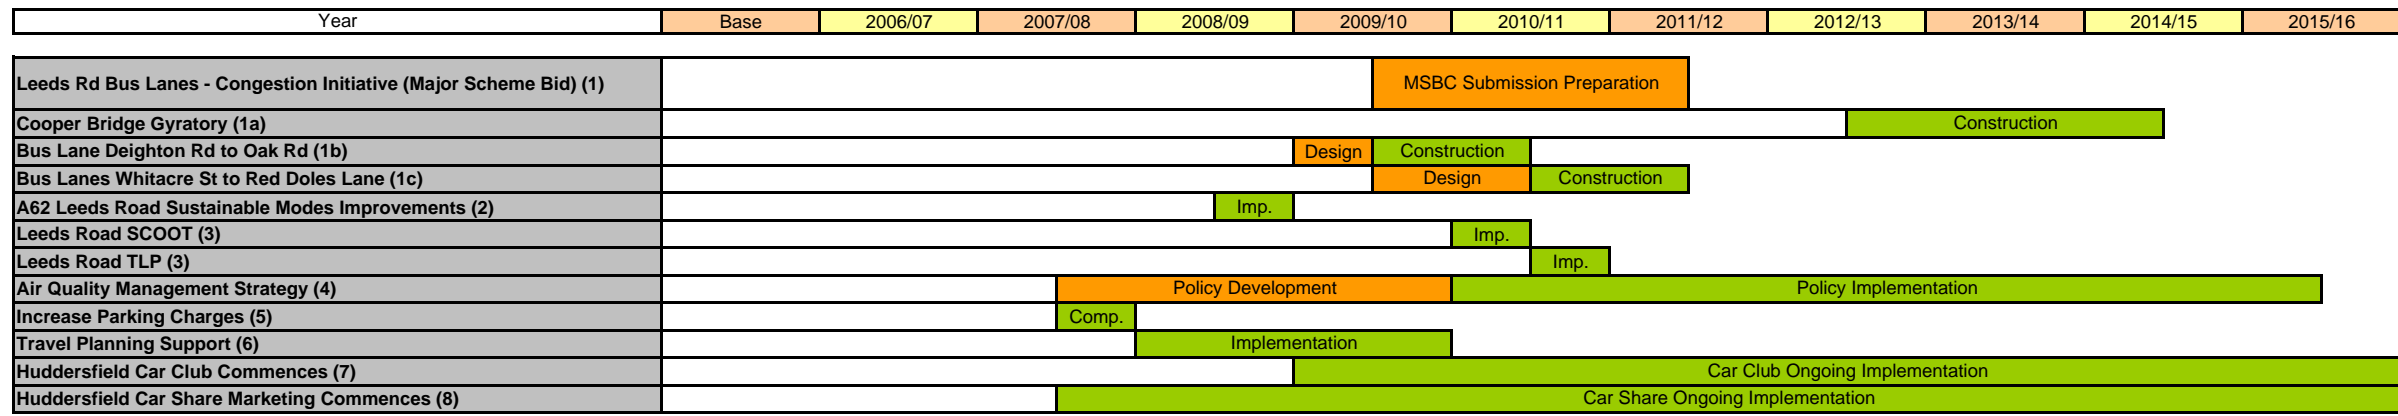 Year Base 2006/07 2007/08 2008/09 2009/10 2010/11 2011/12 2012/13 2013/14 2014/15 2015/16
Leeds Rd Bus Lanes - Congestion Initiative (Major Scheme Bid) (1) MSBC Submission Preparation
Cooper Bridge Gyratory (1a) Construction
Bus Lane Deighton Rd to Oak Rd (1b) Design Construction
Bus Lanes Whitacre St to Red Doles Lane (1c) Design Construction
A62 Leeds Road Sustainable Modes Improvements (2) Imp.
Leeds Road SCOOT (3) Imp.
Leeds Road TLP (3) Imp.
Air Quality Management Strategy (4) Policy Development Policy Implementation
Increase Parking Charges (5) Comp.
Travel Planning Support (6) Implementation
Huddersfield Car Club Commences (7) Car Club Ongoing Implementation
Huddersfield Car Share Marketing Commences (8) Car Share Ongoing Implementation